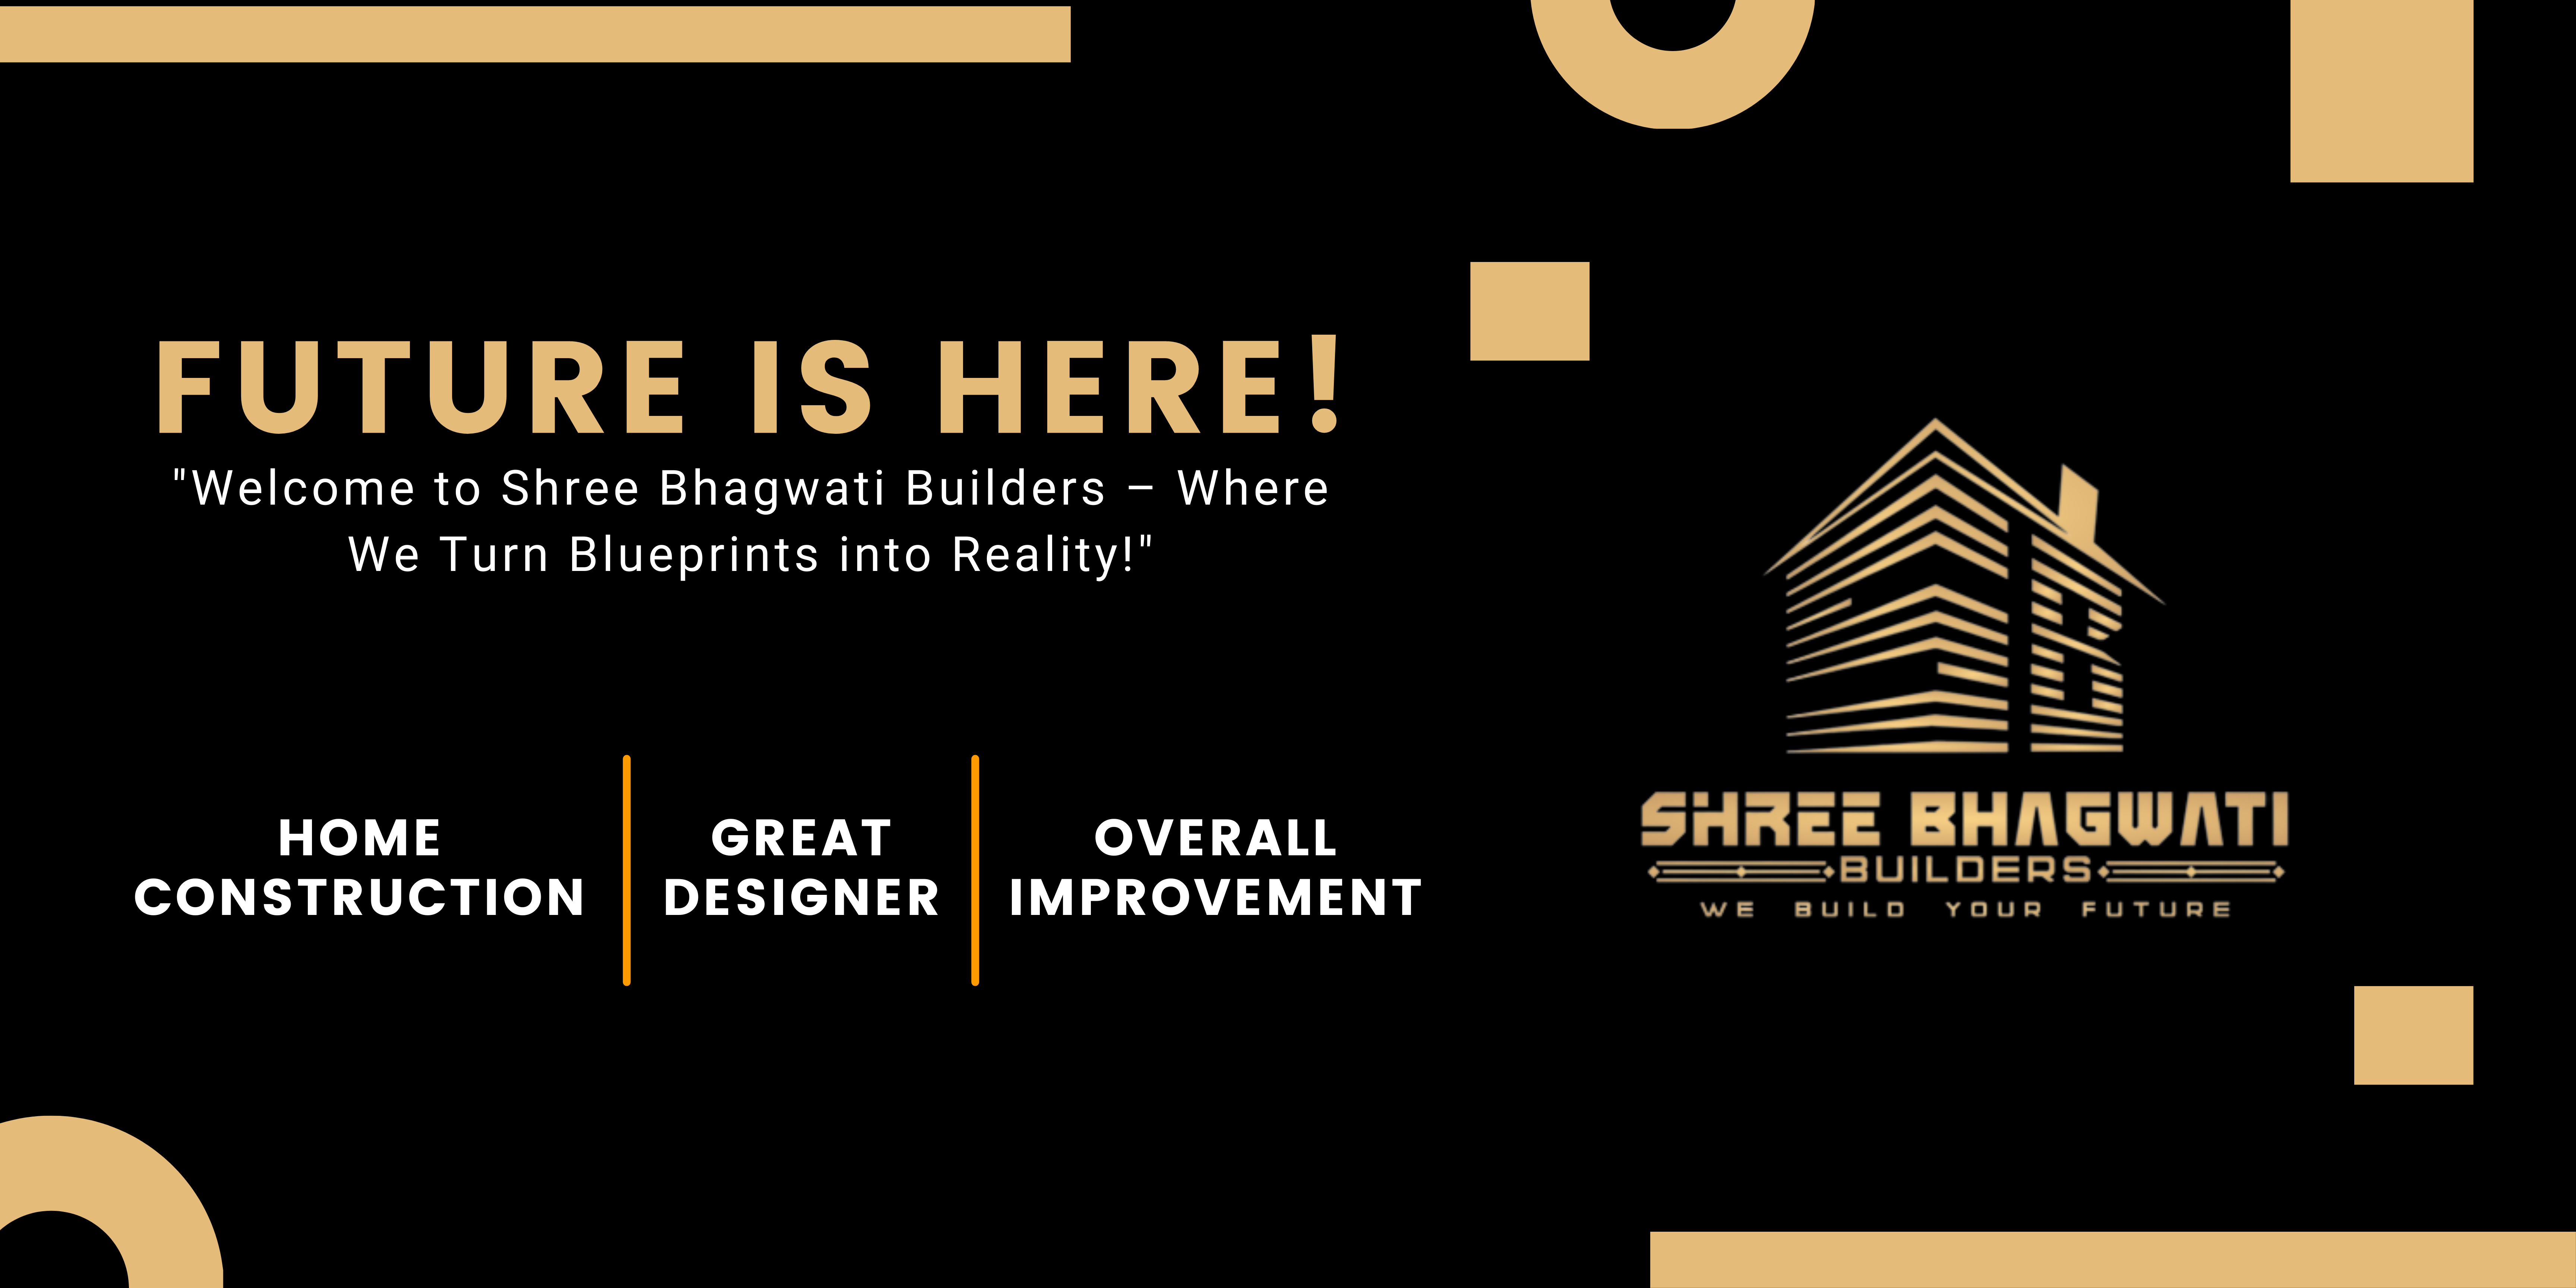 FUTURE IS HERE!
"Welcome to Shree Bhagwati Builders – Where
We Turn Blueprints into Reality!"
HOME
CONSTRUCTION
GREAT
DESIGNER
OVERALL
IMPROVEMENT
SHREE BHAGWATI
BUILDERS
WE BUILD YOUR FUTURE